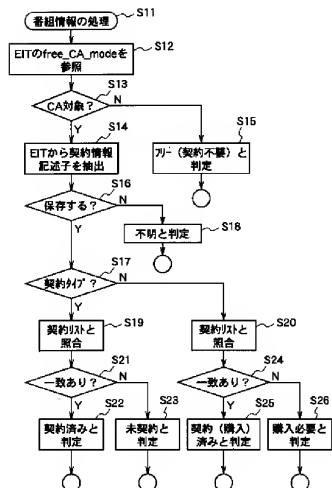 番組情報の処理
S11
EITのfree_CA_modeを
参照
S12
S13
CA対象?
N
Y
S14
EITから契約情報
記述子を抽出
S15
フリー(契約不要)と
判定
S16
保存する?
N
Y
S18
不明と判定
S17
契約タイプ?
N
Y
S19
契約リストと
照合
S20
契約リストと
照合
S21
一致あり?
N
Y
S24
一致あり?
N
Y
S22
契約済みと
判定
S23
未契約と
判定
S25
契約(購入)
済みと判定
S26
購入必要と
判定